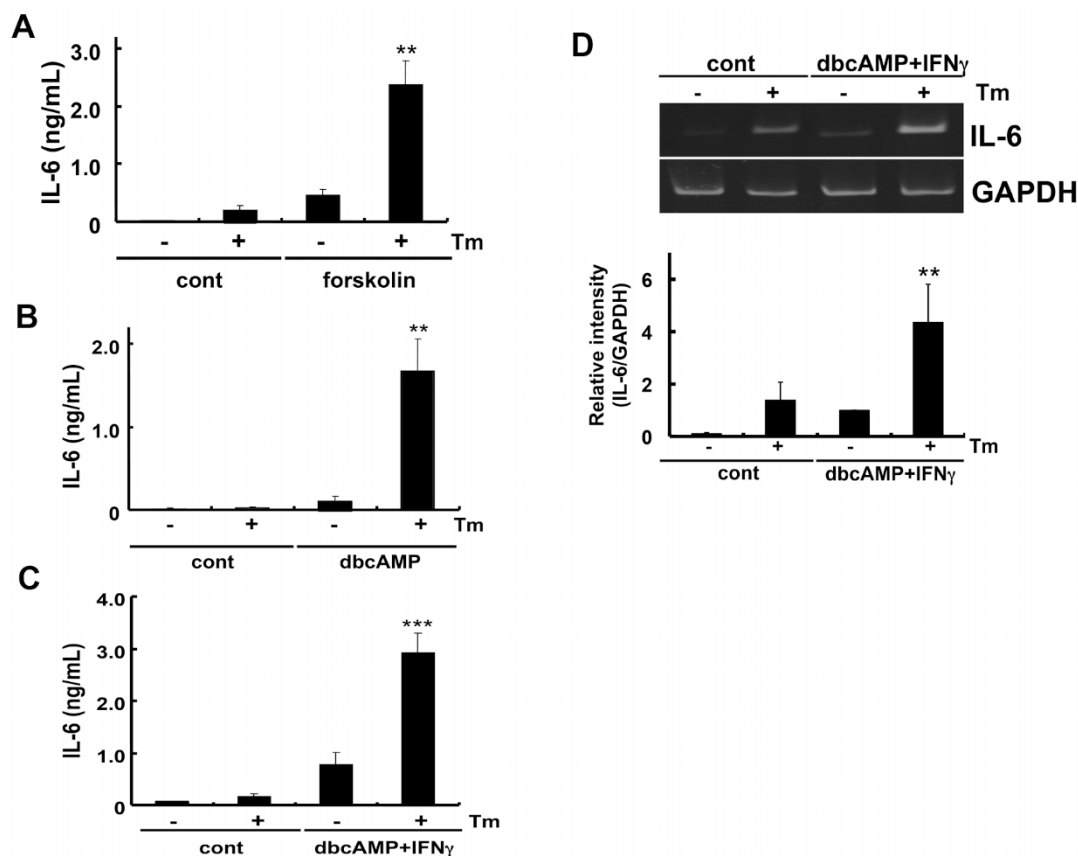 A
IL-6 (ng/mL)
3.0
2.0
1.0
0
**
- + - + Tm
cont forskolin
B
IL-6 (ng/mL)
2.0
1.0
0
**
- + - + Tm
cont dbcAMP
C
IL-6 (ng/mL)
4.0
3.0
2.0
1.0
0
***
- + - + Tm
cont dbcAMP+IFNγ
D
cont dbcAMP+IFNγ
- + - + Tm
IL-6
GAPDH
Relative intensity
(IL-6/GAPDH)
6
4
2
0
**
- + - + Tm
cont dbcAMP+IFNγ